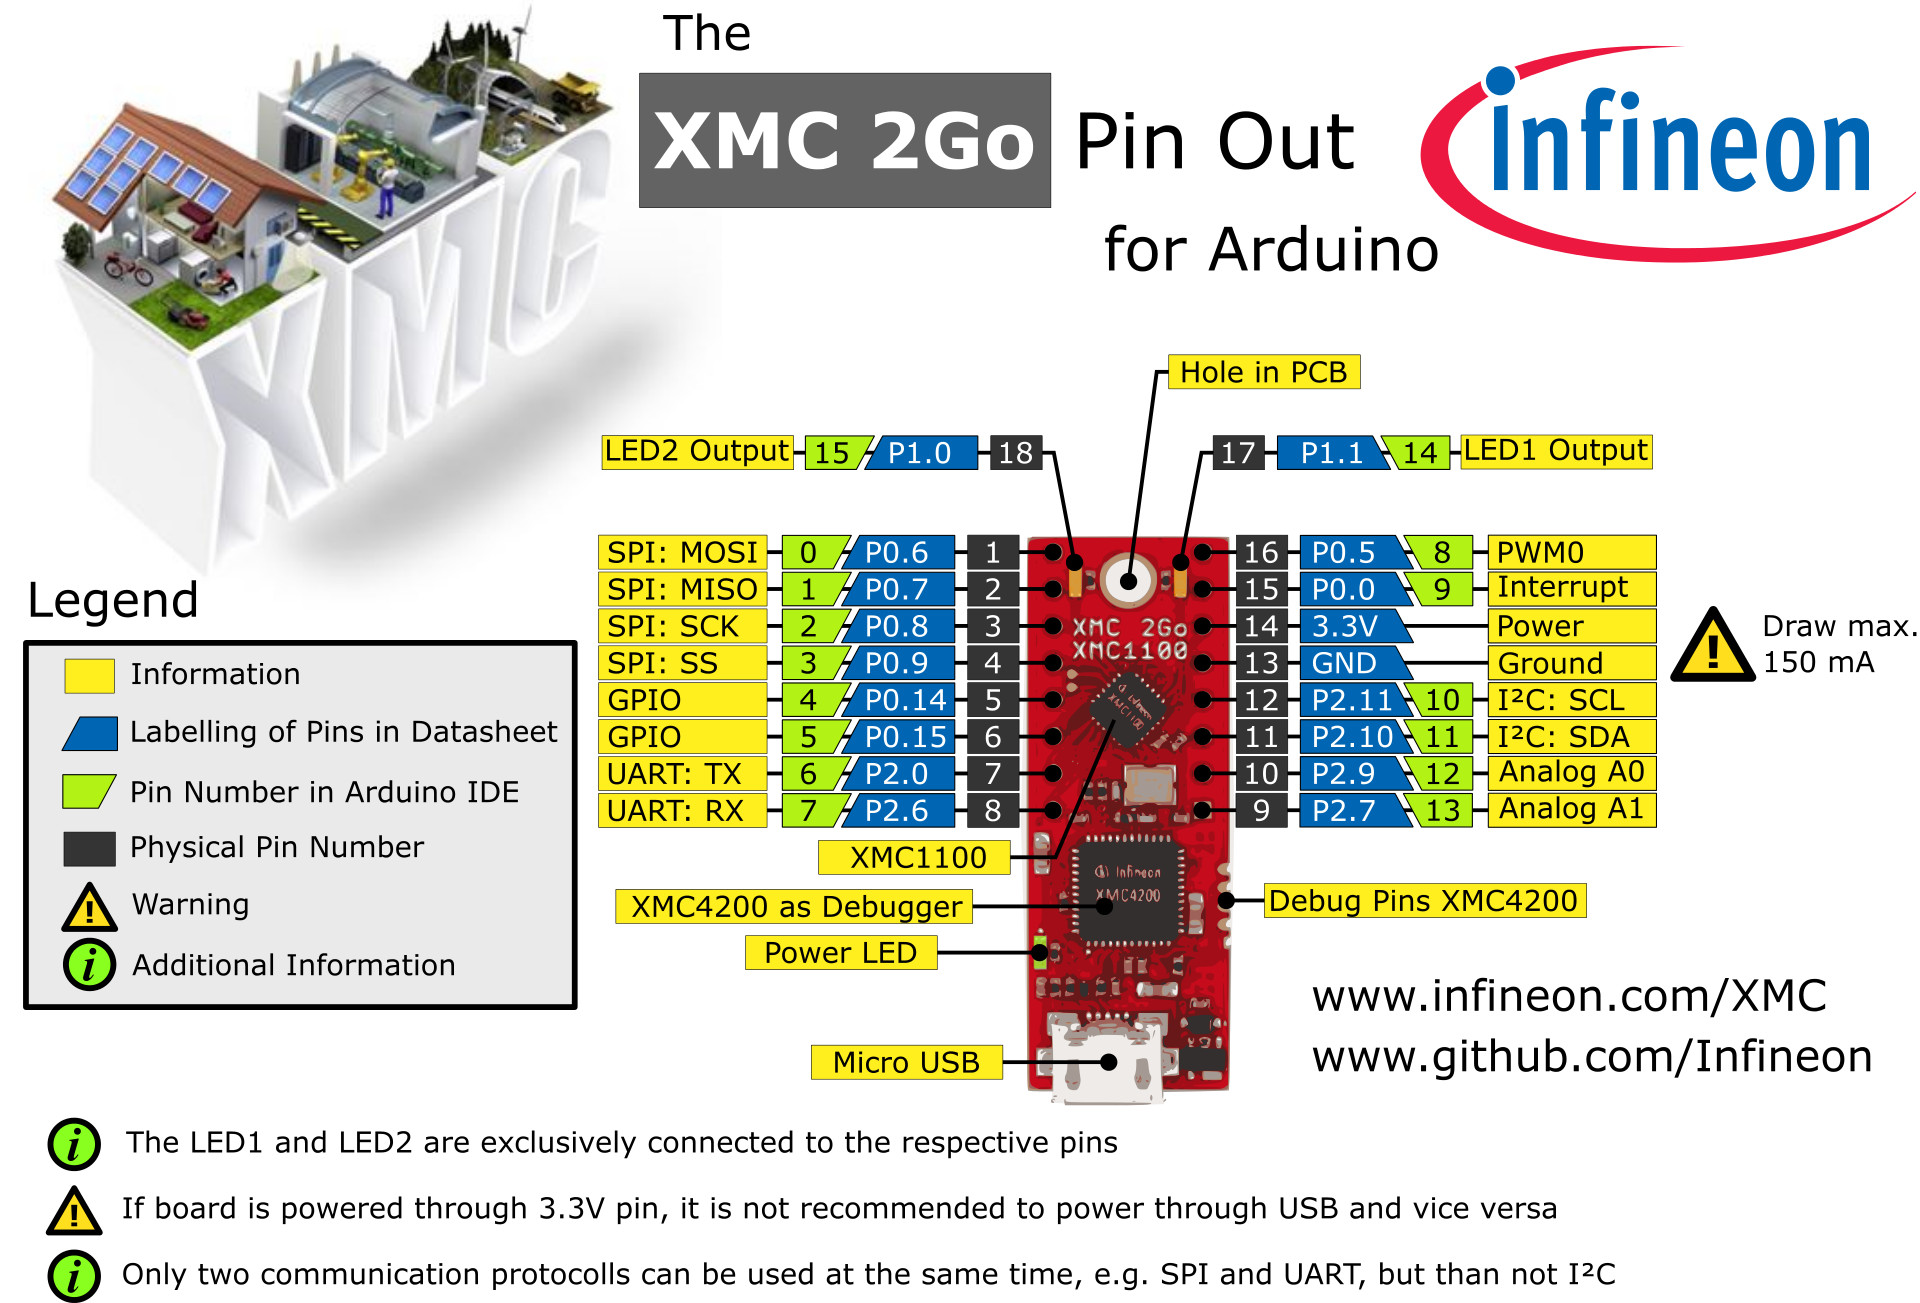 The
XMC 2Go Pin Out
for Arduino
infineon
XMC
Hole in PCB
LED2 Output 15 P1.0 18
17 P1.1 14 LED1 Output
SPI: MOSI 0 P0.6 1
SPI: MISO 1 P0.7 2
SPI: SCK 2 P0.8 3
SPI: SS 3 P0.9 4
GPIO 4 P0.14 5
GPIO 5 P0.15 6
UART: TX 6 P2.0 7
UART: RX 7 P2.6 8
16 P0.5 8 PWM0
15 P0.0 9 Interrupt
14 3.3V Power
13 GND Ground
12 P2.11 10 I²C: SCL
11 P2.10 11 I²C: SDA
10 P2.9 12 Analog A0
9 P2.7 13 Analog A1
Draw max.
150 mA
XMC 2Go
XMC1100
Infineon
XMC1100
Infineon
XMC4200
XMC1100
XMC4200 as Debugger
Power LED
Micro USB
Debug Pins XMC4200
Legend
Information
Labelling of Pins in Datasheet
Pin Number in Arduino IDE
Physical Pin Number
Warning
Additional Information
www.infineon.com/XMC
www.github.com/Infineon
The LED1 and LED2 are exclusively connected to the respective pins
If board is powered through 3.3V pin, it is not recommended to power through USB and vice versa
Only two communication protocolls can be used at the same time, e.g. SPI and UART, but than not I²C